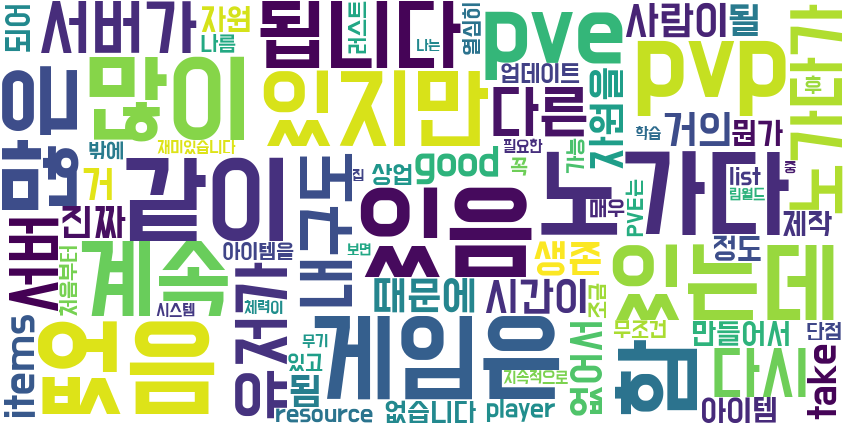 되어
서버가
자원
나름
됩니다
러스트
나는
열심히
pve
사람이
될
많은
많이
재미있습니다
있지만
업데이트
다른
필요한
자원을
pvp
노가다가
후
밖에
거
진짜
같이
내구도
집
상업
good
꼭
가능
학습
거의
뭔가
list
림월드
중
서버
처음부터
계속
아이템을
보면
있음
노가다
매우
PVE는
제작
생존
정도
있는데
items
없음
시스템
유저가
체력이
때문에
시간이
조금
무조건
만들어서
단점
무기
있고
됨
게임은
지속적으로
없어서
함
다시
take
resource
없습니다
player
아이템